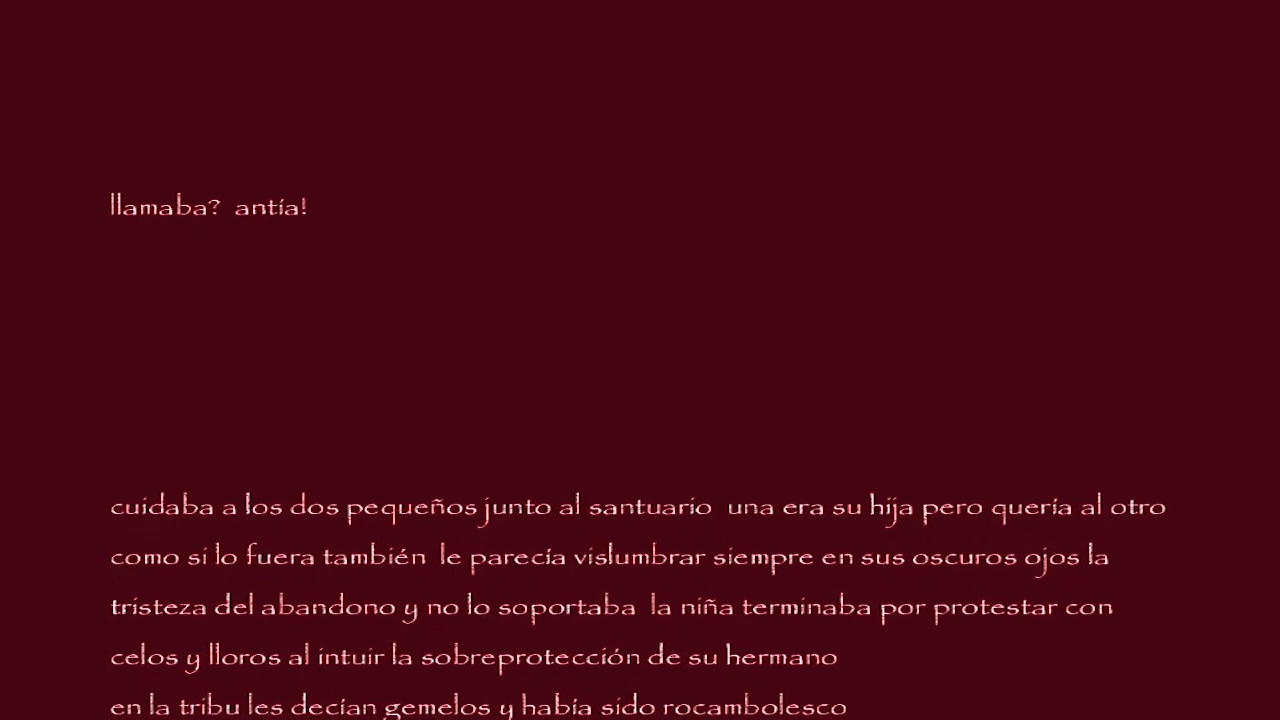 llamaba?  antía!
cuidaba a los dos pequeños junto al santuario  una era su hija pero quería al otro
como si lo fuera también  le parecía vislumbrar siempre en sus oscuros ojos la
tristeza del abandono y no lo soportaba  la niña terminaba por protestar con
celos y lloros al intuir la sobreprotección de su hermano
en la tribu les decían gemelos y había sido rocambolesco